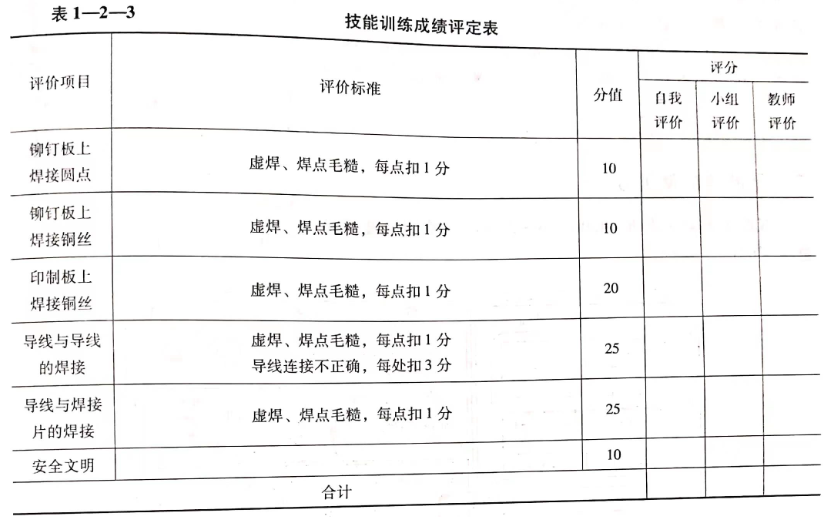 表 1—2—3
技能训练成绩评定表
评价项目
评价标准
分值
评分
自我
评价
小组
评价
教师
评价
铆钉板上
焊接圆点
虚焊、焊点毛糙，每点扣 1 分
10
铆钉板上
焊接铜丝
虚焊、焊点毛糙，每点扣 1 分
10
印制板上
焊接铜丝
虚焊、焊点毛糙，每点扣 1 分
20
导线与导线
的焊接
虚焊、焊点毛糙，每点扣 1 分
导线连接不正确，每处扣 3 分
25
导线与焊接
片的焊接
虚焊、焊点毛糙，每点扣 1 分
25
安全文明
10
合计